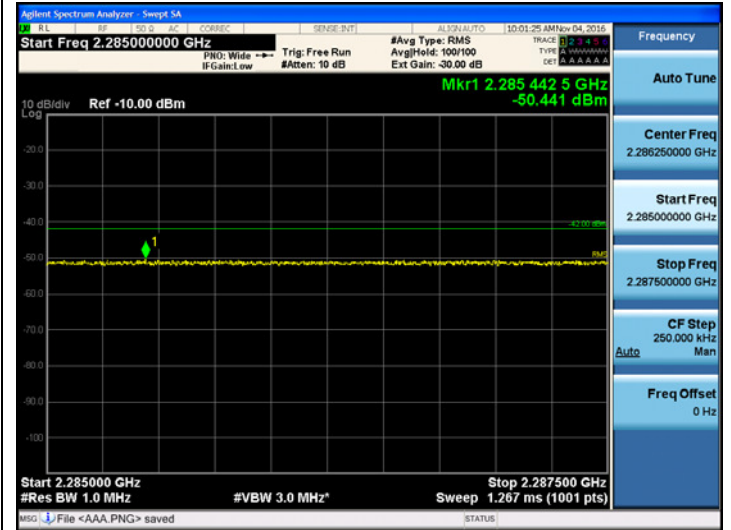 Agilent Spectrum Analyzer - Swept SA
RL RF 50 Ω AC CORREC SENSE:INT ALIGN AUTO 10:01:25 AM Nov 04, 2016
Start Freq 2.285000000 GHz
PNO: Wide
IFGain:Low
Trig: Free Run
#Atten: 10 dB
#Avg Type: RMS
Avg|Hold: 100/100
Ext Gain: -30.00 dB
TRACE 1 2 3 4 5 6
TYPE A
DET A A A A A A
Frequency
Mkr1 2.285 442 5 GHz
-50.441 dBm
10 dB/div Ref -10.00 dBm
Log
-20.0
-30.0
-40.0
-42.00 dBm
1
-50.0
RMS
-60.0
-70.0
-80.0
-90.0
-100
Start 2.285000 GHz
Stop 2.287500 GHz
#Res BW 1.0 MHz #VBW 3.0 MHz* Sweep 1.267 ms (1001 pts)
MSG File <AAA.PNG> saved STATUS
Auto Tune
Center Freq
2.286250000 GHz
Start Freq
2.285000000 GHz
Stop Freq
2.287500000 GHz
CF Step
250.000 kHz
Auto Man
Freq Offset
0 Hz